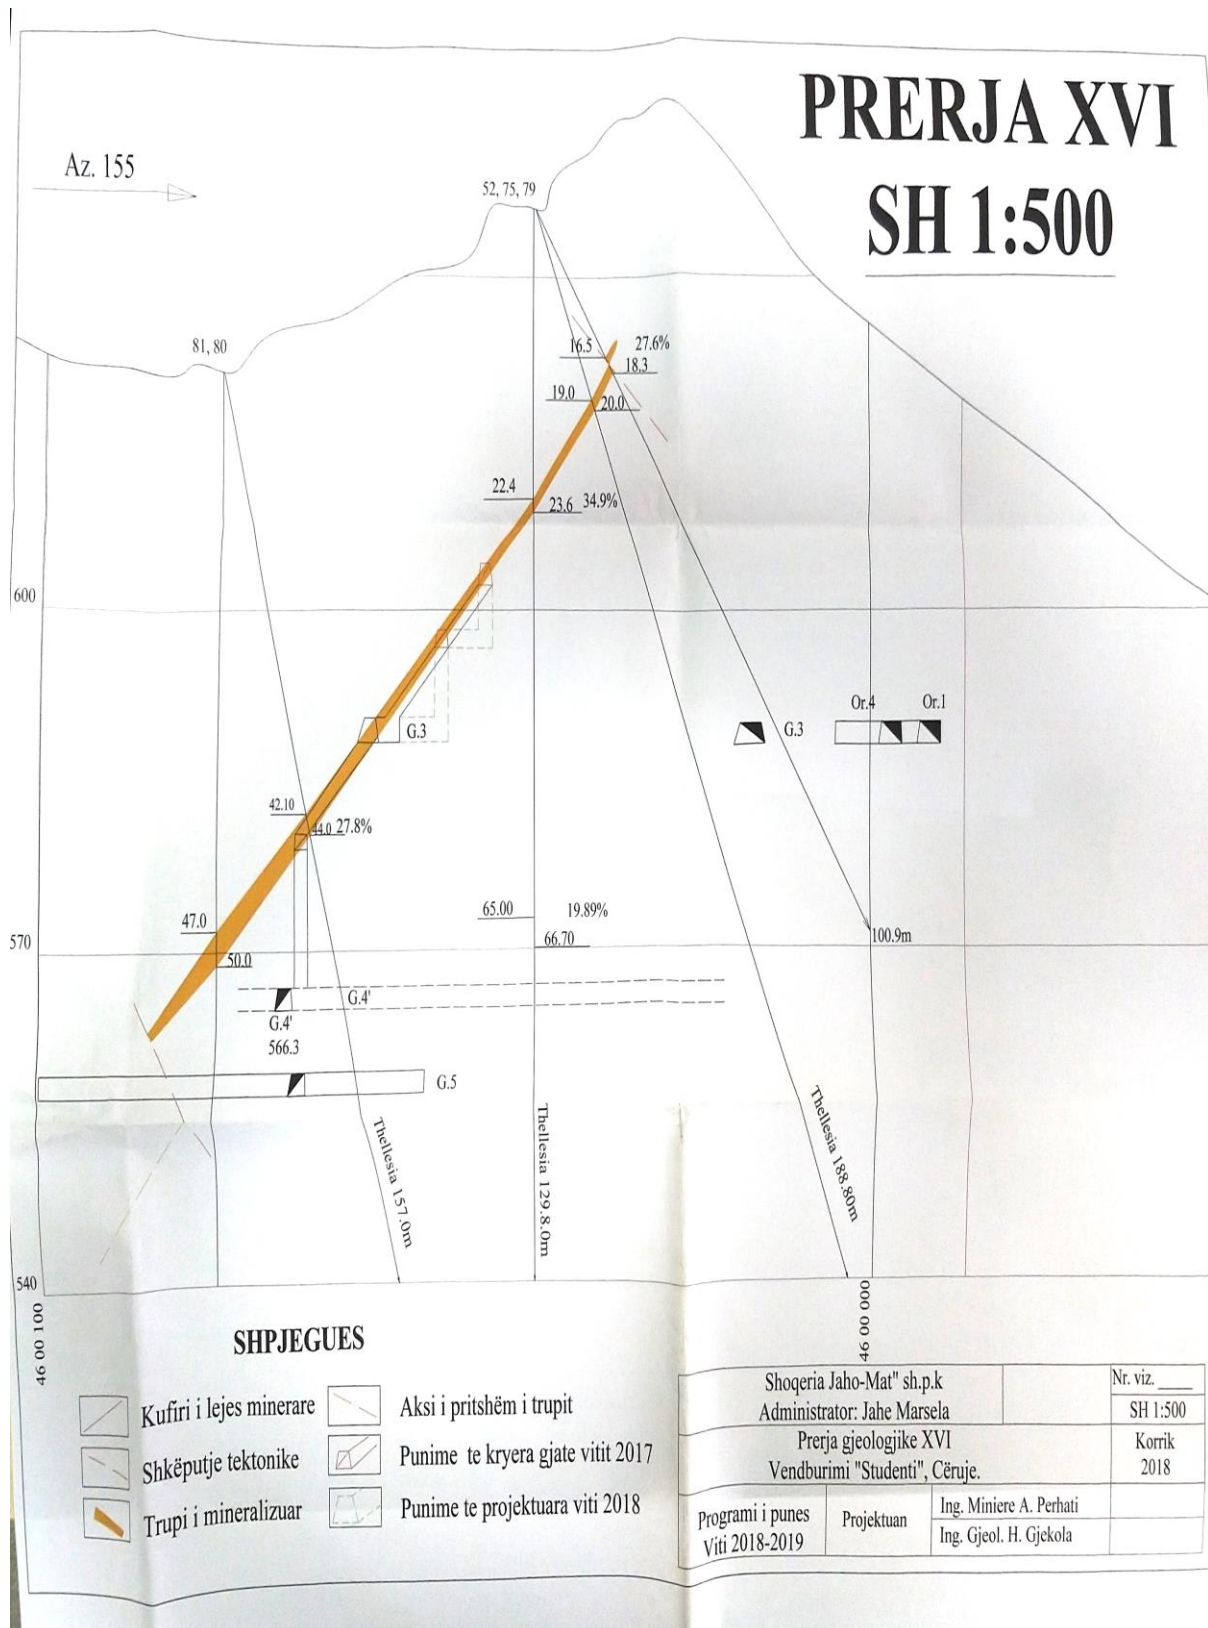 PRERJA XVI
SH 1:500
Az. 155
52, 75, 79
81, 80
16.5
27.6%
18.3
19.0
20.0
22.4
23.6
34.9%
600
G.3
G.3
Or.4
Or.1
42.10
44.0
27.8%
47.0
50.0
65.00
19.89%
66.70
570
100.9m
G.4'
G.4'
566.3
G.5
Thellesia 157.0m
Thellesia 129.8.0m
Thellesia 188.80m
540
46 00 100
46 00 000
SHPJEGUES
Kufiri i lejes minerare
Shkëputje tektonike
Trupi i mineralizuar
Aksi i pritshëm i trupit
Punime te kryera gjate vitit 2017
Punime te projektuara viti 2018
Shoqeria Jaho-Mat" sh.p.k
Administrator: Jahe Marsela
Nr. viz. ____
SH 1:500
Prerja gjeologjike XVI
Vendburimi "Studenti", Cëruje.
Korrik
2018
Programi i punes
Viti 2018-2019
Projektuan
Ing. Miniere A. Perhati
Ing. Gjeol. H. Gjekola